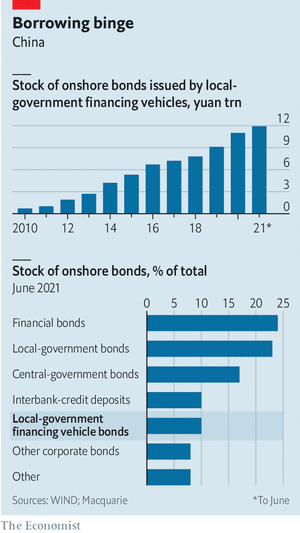 Borrowing binge
China
Stock of onshore bonds issued by local-
government financing vehicles, yuan trn
12
9
6
3
0
2010 12 14 16 18 21*
Stock of onshore bonds, % of total
June 2021
0 5 10 15 20 25
Financial bonds
Local-government bonds
Central-government bonds
Interbank-credit deposits
Local-government
financing vehicle bonds
Other corporate bonds
Other
Sources: WIND; Macquarie *To June
The Economist